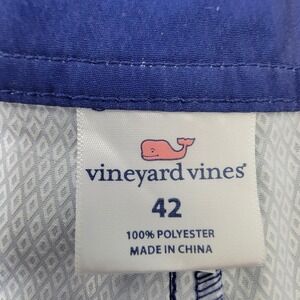 vineyard vines®
42
100% POLYESTER
MADE IN CHINA